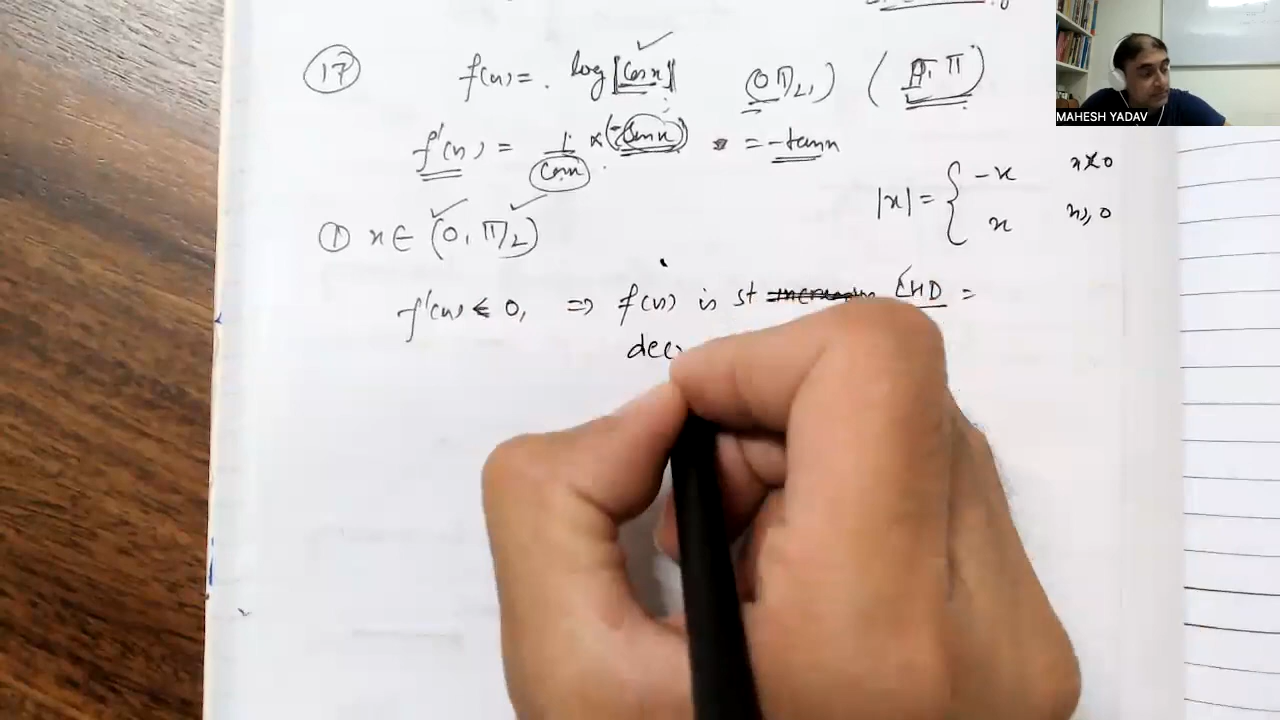 17 f(x) = . log |cos x| (0 π/2, ) ( π/2, π )
f'(x) = 1/cos x × (-sin x) = -tan x
|x| = { -x x < 0
x x ≥ 0
① x ∈ (0, π/2)
f'(x) < 0, ⇒ f(x) is st =
dec
MAHESH YADAV